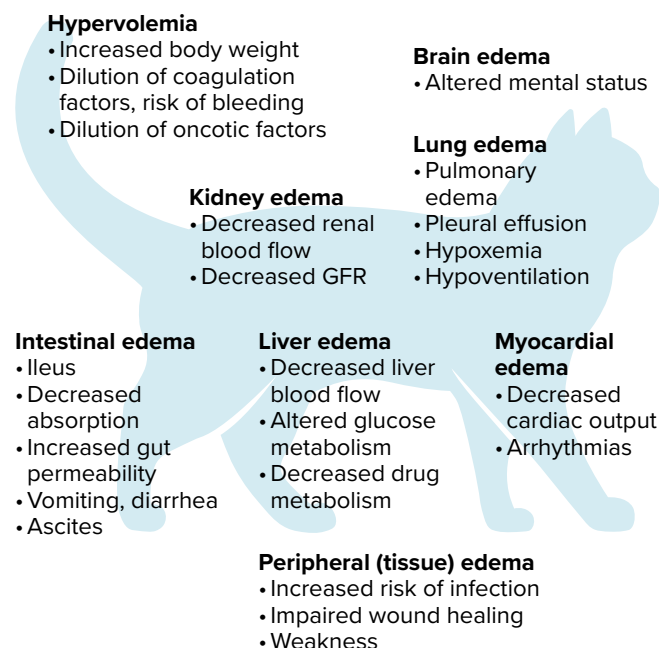 Hypervolemia
• Increased body weight
• Dilution of coagulation
factors, risk of bleeding
• Dilution of oncotic factors
Brain edema
• Altered mental status
Lung edema
• Pulmonary
edema
• Pleural effusion
• Hypoxemia
• Hypoventilation
Kidney edema
• Decreased renal
blood flow
• Decreased GFR
Intestinal edema
• Ileus
• Decreased
absorption
• Increased gut
permeability
• Vomiting, diarrhea
• Ascites
Liver edema
• Decreased liver
blood flow
• Altered glucose
metabolism
• Decreased drug
metabolism
Myocardial
edema
• Decreased
cardiac output
• Arrhythmias
Peripheral (tissue) edema
• Increased risk of infection
• Impaired wound healing
• Weakness